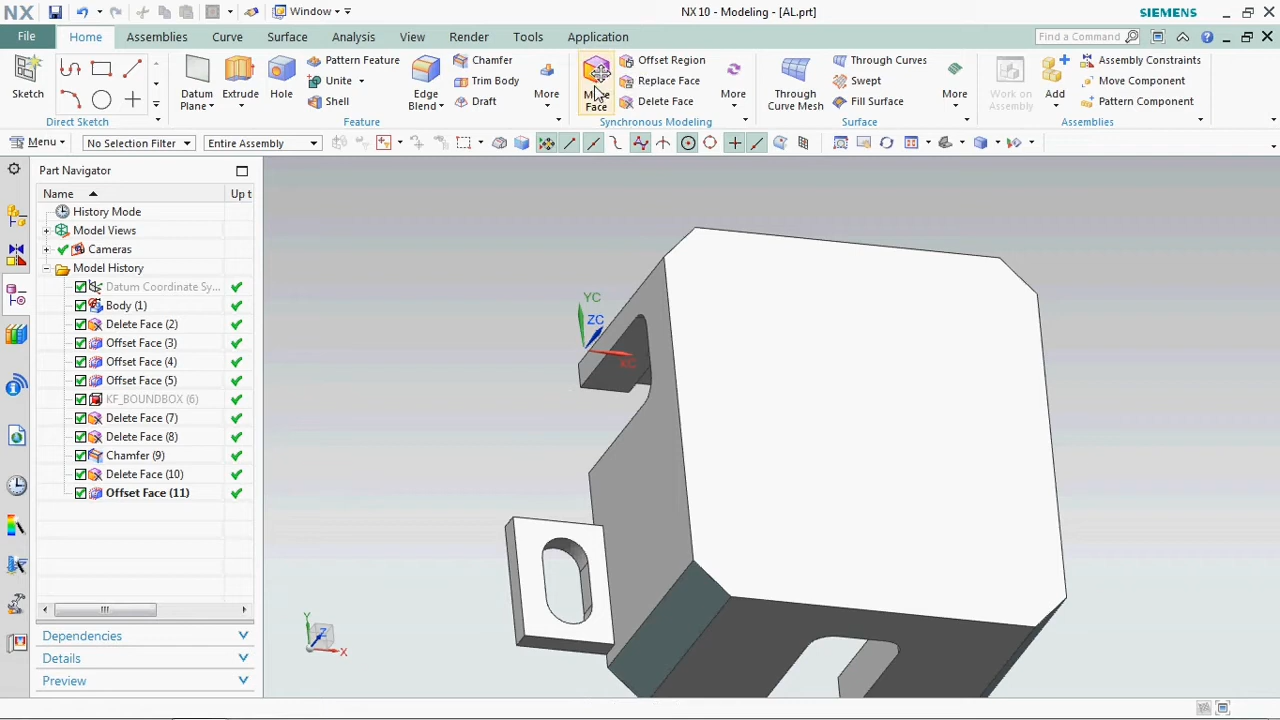 NX
Window
NX 10 - Modeling - [AL.prt]
SIEMENS
File
Home
Assemblies
Curve
Surface
Analysis
View
Render
Tools
Application
Find a Command
Sketch
Direct Sketch
Datum Plane
Extrude
Hole
Pattern Feature
Unite
Shell
Edge Blend
Chamfer
Trim Body
Draft
More
Feature
Move Face
Offset Region
Replace Face
Delete Face
More
Synchronous Modeling
Through Curve Mesh
Through Curves
Swept
Fill Surface
More
Surface
Work on Assembly
Add
Assembly Constraints
Move Component
Pattern Component
Assemblies
Menu
No Selection Filter
Entire Assembly
Part Navigator
Name
Up t
History Mode
Model Views
Cameras
Model History
Datum Coordinate Sy...
Body (1)
Delete Face (2)
Offset Face (3)
Offset Face (4)
Offset Face (5)
KF_BOUNDBOX (6)
Delete Face (7)
Delete Face (8)
Chamfer (9)
Delete Face (10)
Offset Face (11)
Dependencies
Details
Preview
YC
ZC
XC
Y
Z
X